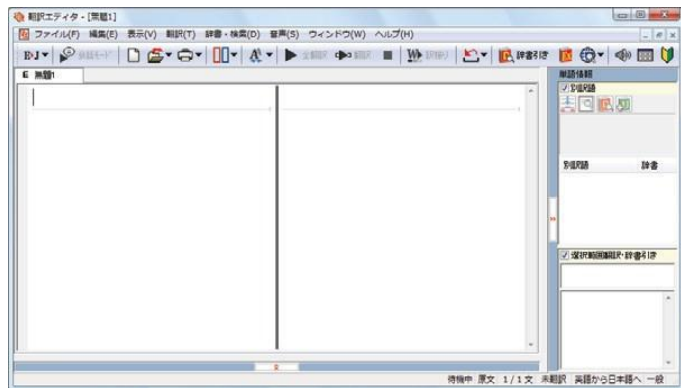 翻訳エディタ - [無題1]
ファイル(F) 編集(E) 表示(V) 翻訳(T) 辞書・検索(D) 音声(S) ウィンドウ(W) ヘルプ(H)
E›J 辞書引き
E 無題1
単語情報
別訳語
別訳語 辞書
選択範囲翻訳・辞書引き
待機中 原文 1/1文 未翻訳 英語から日本語へ 一般